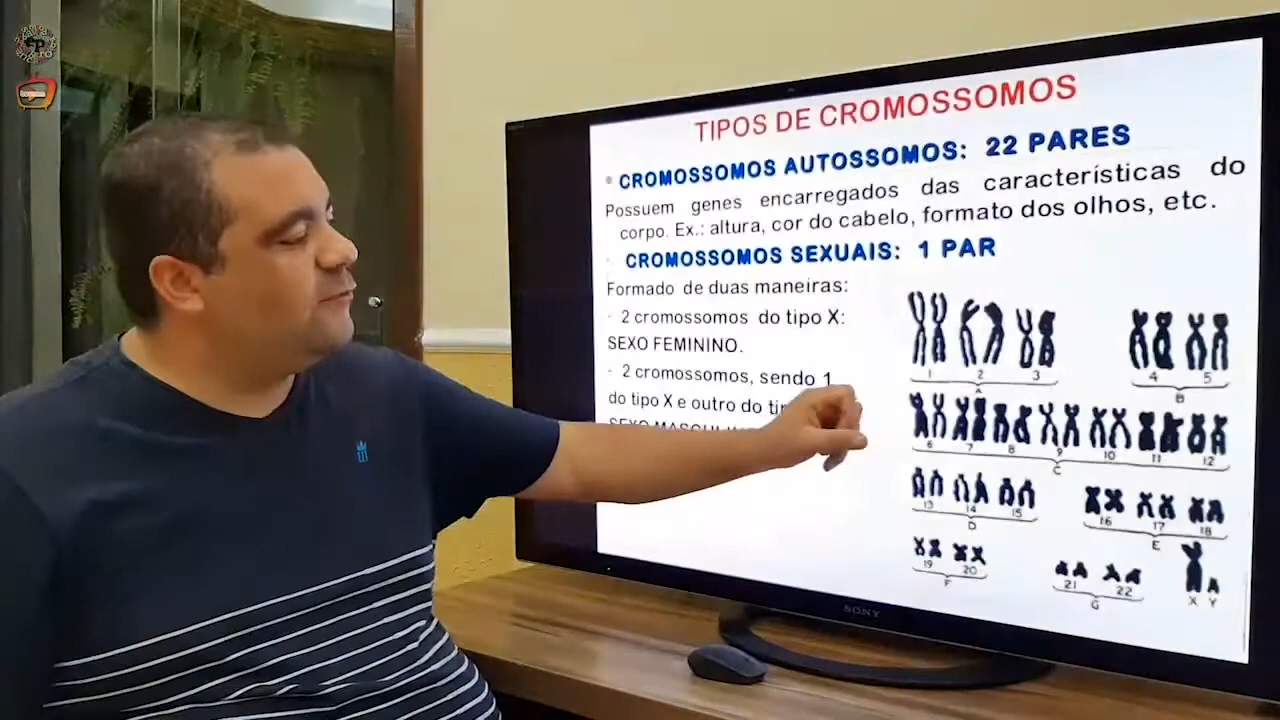 TIPOS DE CROMOSSOMOS
CROMOSSOMOS AUTOSSOMOS: 22 PARES
Possuem genes encarregados das características do
corpo. Ex.: altura, cor do cabelo, formato dos olhos, etc.
CROMOSSOMOS SEXUAIS: 1 PAR
Formado de duas maneiras:
- 2 cromossomos do tipo X:
SEXO FEMININO.
- 2 cromossomos, sendo 1
do tipo X e outro do
SEXO
1 2 3 4 5
A B
6 7 8 9 10 11 12
C
13 14 15 16 17 18
D E
19 20 21 22 X Y
F G
SONY